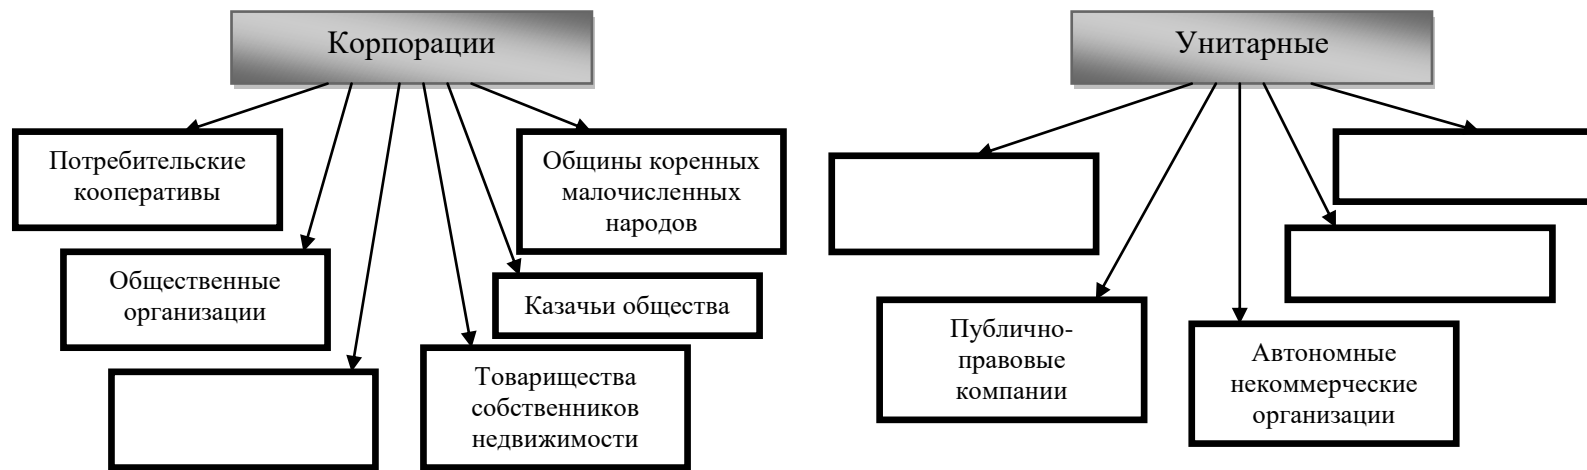 Корпорации
Потребительские
кооперативы
Общины коренных
малочисленных
народов
Общественные
организации
Казачьи общества
Товарищества
собственников
недвижимости
Унитарные
Публично-
правовые
компании
Автономные
некоммерческие
организации